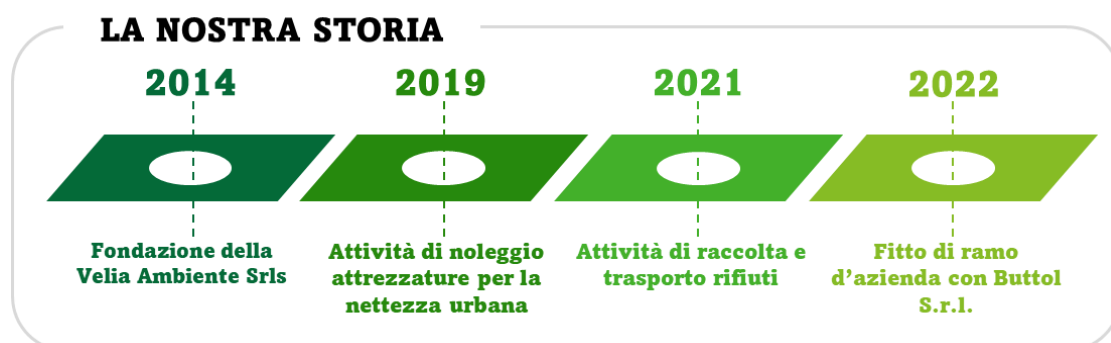 LA NOSTRA STORIA
2014
2019
2021
2022
Fondazione della
Velia Ambiente Srls
Attività di noleggio
attrezzature per la
nettezza urbana
Attività di raccolta e
trasporto rifiuti
Fitto di ramo
d'azienda con Buttol
S.r.l.